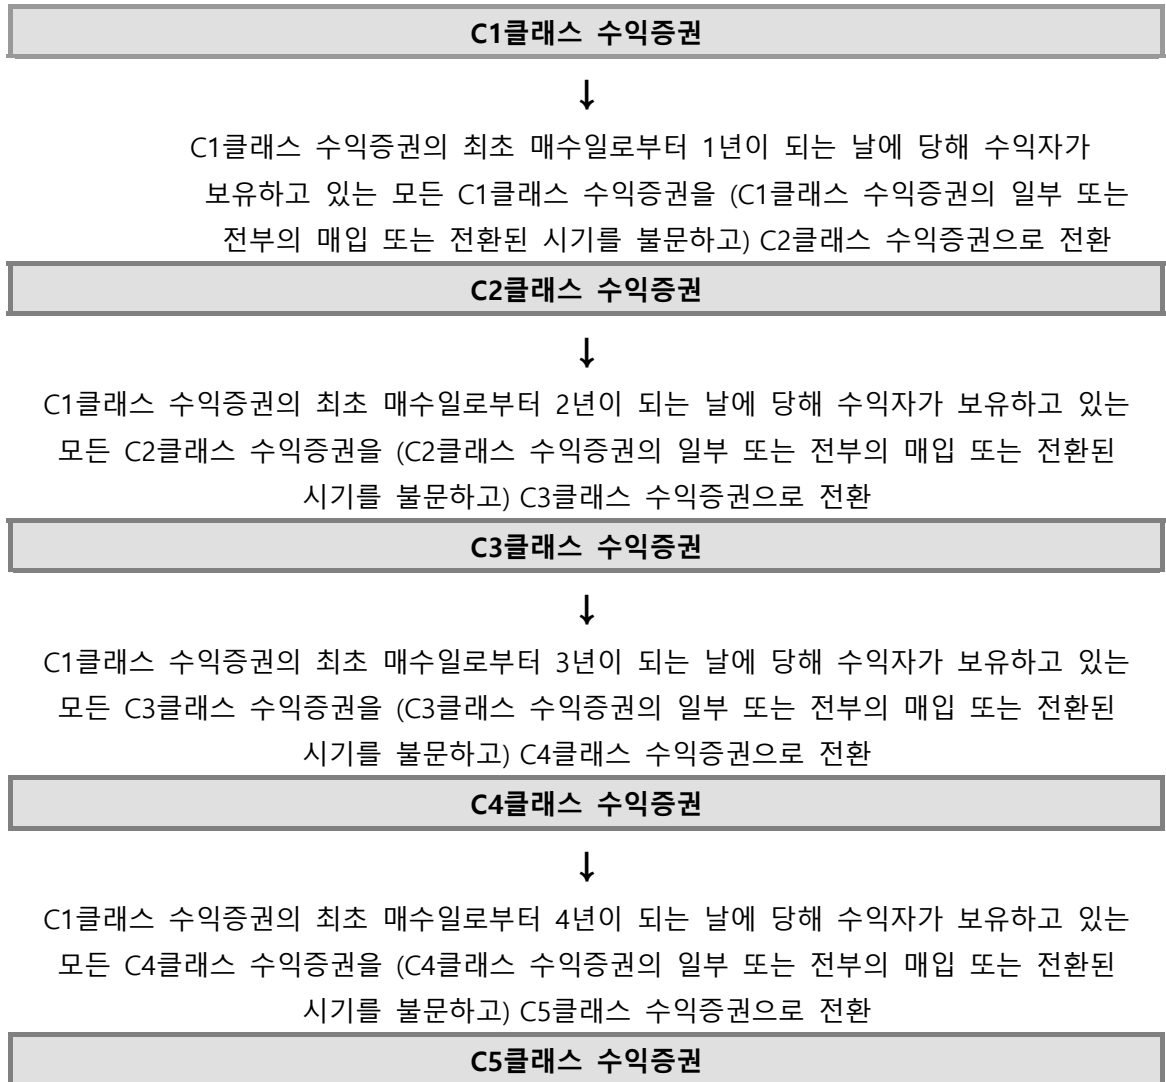 C1클래스 수익증권
↓
C1클래스 수익증권의 최초 매수일로부터 1년이 되는 날에 당해 수익자가
보유하고 있는 모든 C1클래스 수익증권을 (C1클래스 수익증권의 일부 또는
전부의 매입 또는 전환된 시기를 불문하고) C2클래스 수익증권으로 전환
C2클래스 수익증권
↓
C1클래스 수익증권의 최초 매수일로부터 2년이 되는 날에 당해 수익자가 보유하고 있는
모든 C2클래스 수익증권을 (C2클래스 수익증권의 일부 또는 전부의 매입 또는 전환된
시기를 불문하고) C3클래스 수익증권으로 전환
C3클래스 수익증권
↓
C1클래스 수익증권의 최초 매수일로부터 3년이 되는 날에 당해 수익자가 보유하고 있는
모든 C3클래스 수익증권을 (C3클래스 수익증권의 일부 또는 전부의 매입 또는 전환된
시기를 불문하고) C4클래스 수익증권으로 전환
C4클래스 수익증권
↓
C1클래스 수익증권의 최초 매수일로부터 4년이 되는 날에 당해 수익자가 보유하고 있는
모든 C4클래스 수익증권을 (C4클래스 수익증권의 일부 또는 전부의 매입 또는 전환된
시기를 불문하고) C5클래스 수익증권으로 전환
C5클래스 수익증권